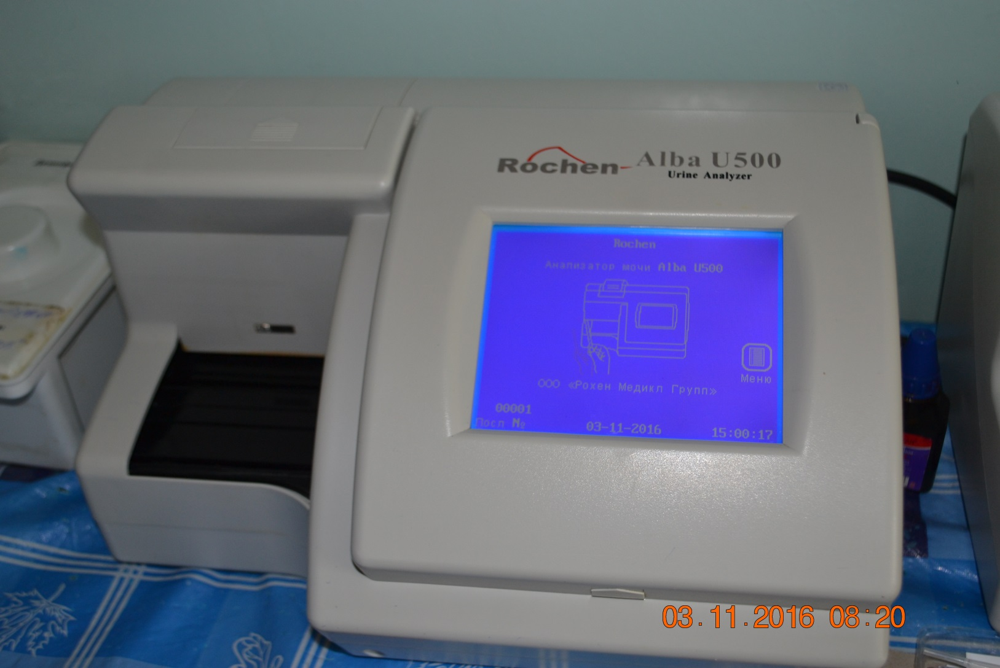 Rochen Alba U500
Urine Analyzer
Rochen
Анализатор мочи Alba U500
Меню
ООО «Рохен Медикл Групп»
00001
Посл №
03-11-2016
15:00:17
03.11.2016 08:20